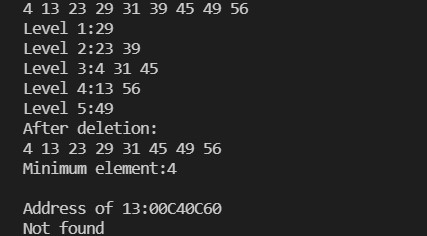 4 13 23 29 31 39 45 49 56
Level 1:29
Level 2:23 39
Level 3:4 31 45
Level 4:13 56
Level 5:49
After deletion:
4 13 23 29 31 45 49 56
Minimum element:4
Address of 13:00C40C60
Not found